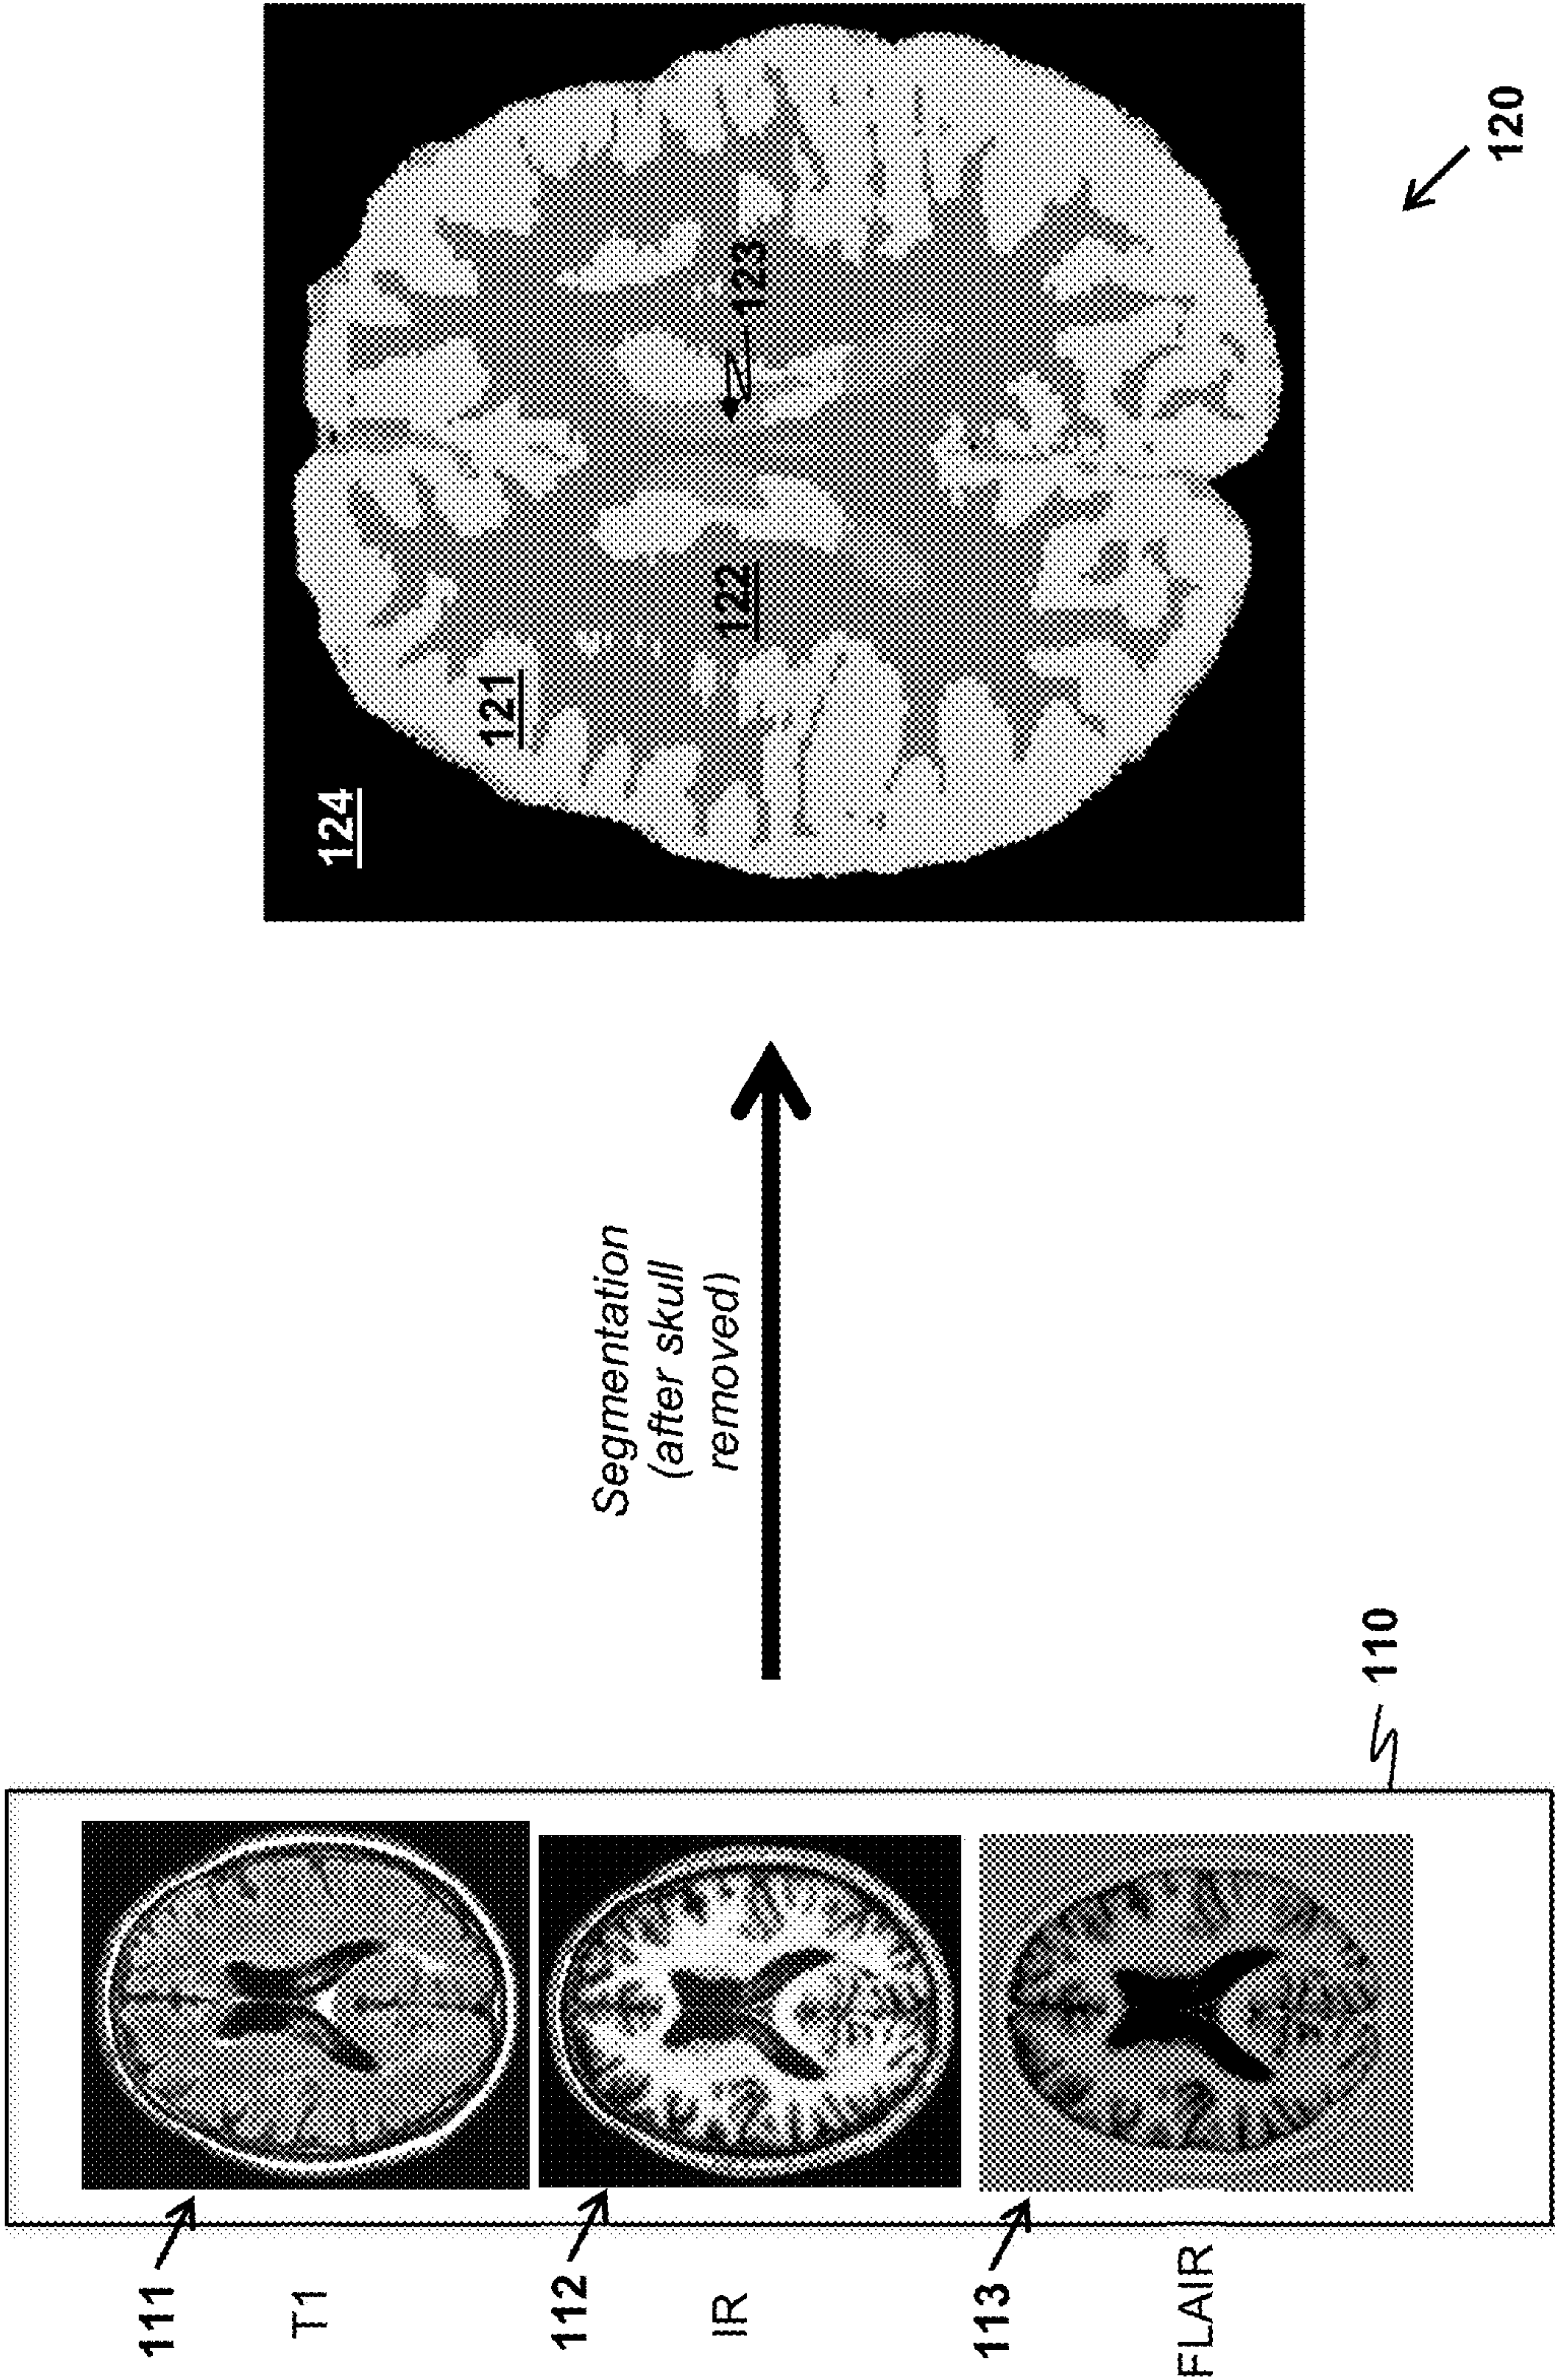 111
T1
112
IR
113
FLAIR
110
Segmentation
(after skull
removed)
124
121
122
123
120